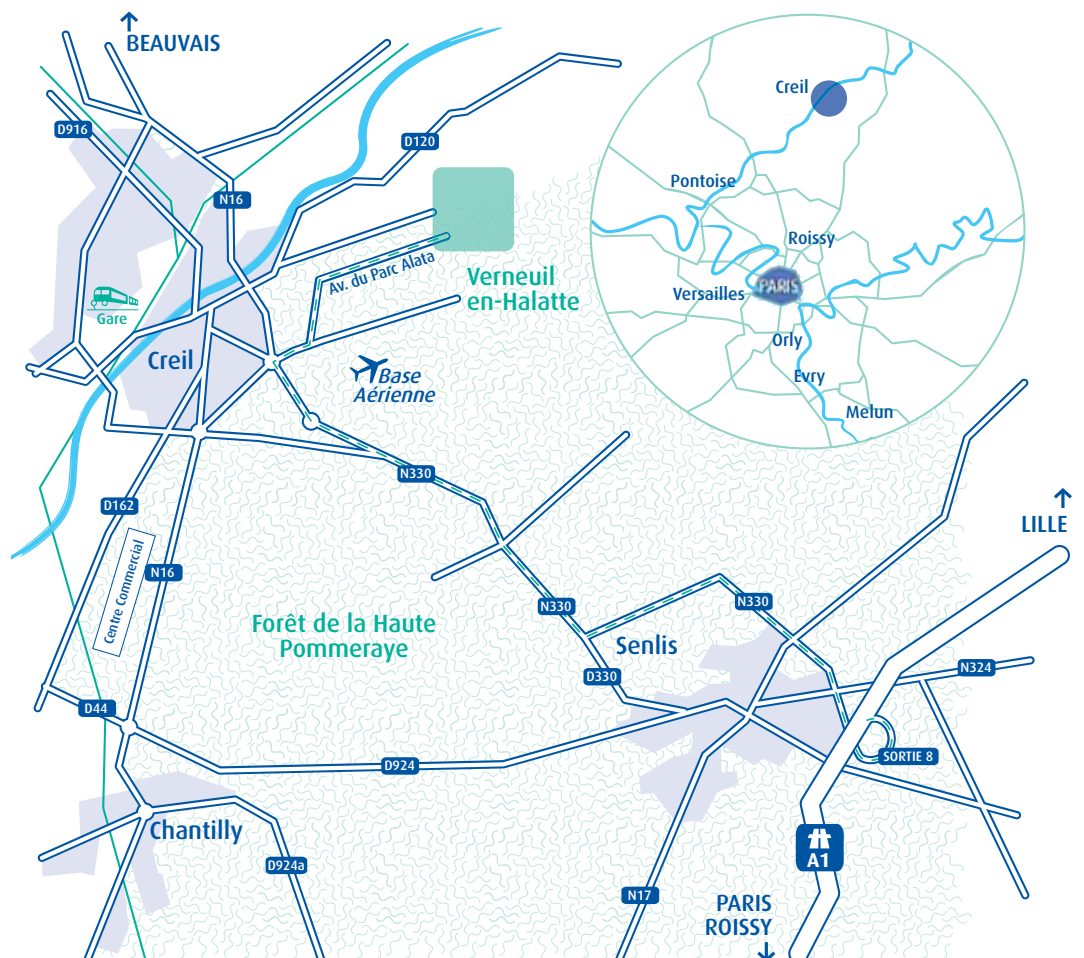 BEAUVAIS
D916
D120
N16
Av. du Parc Alata
Verneuil
en-Halatte
Gare
Creil
Base
Aérienne
N330
D162
Centre Commercial
N16
Forêt de la Haute
Pommeraye
N330
Senlis
N330
D330
N324
LILLE
D44
D924
SORTIE 8
Chantilly
D924a
A1
N17
PARIS
ROISSY
Creil
Pontoise
Roissy
Versailles
PARIS
Orly
Evry
Melun